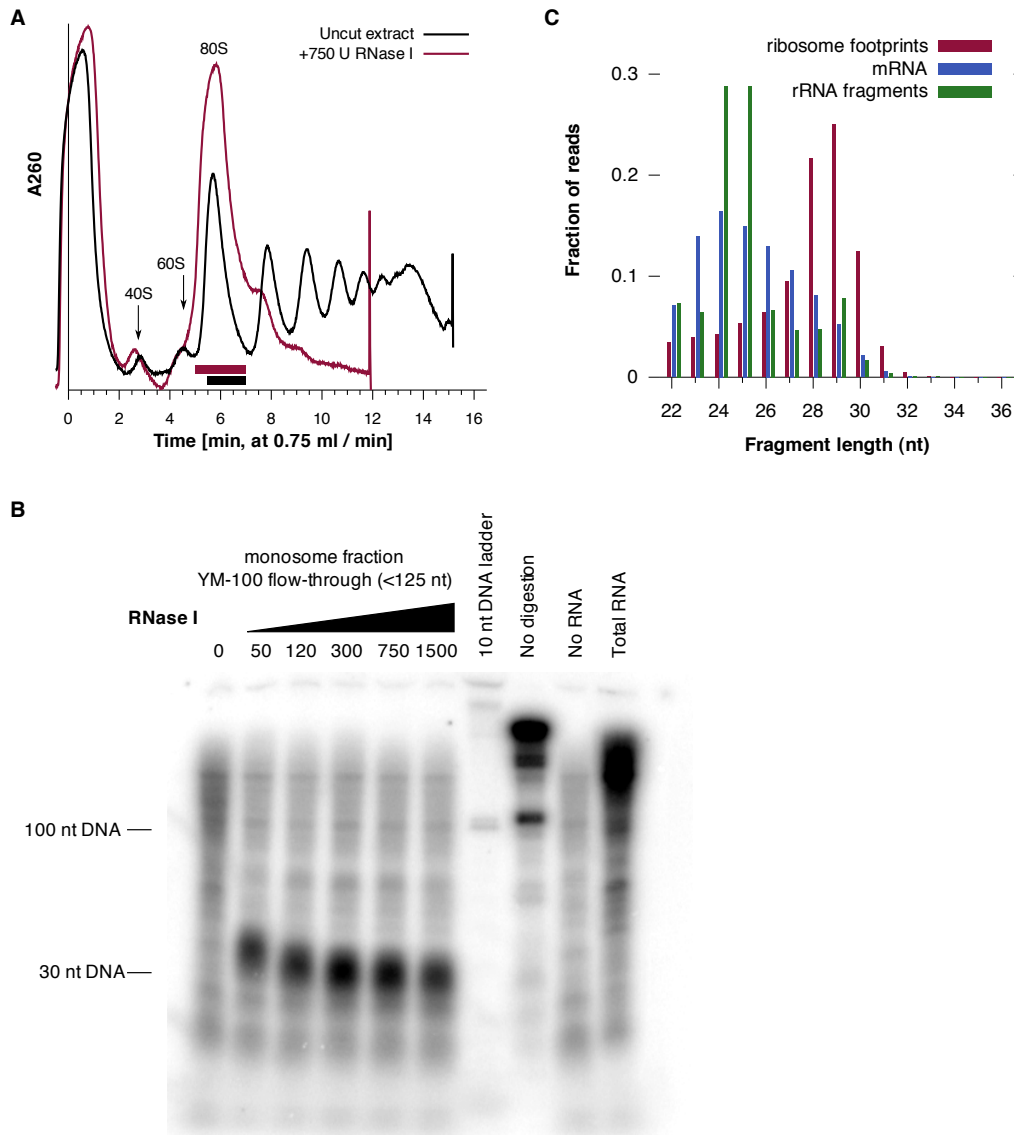 A
Uncut extract
+750 U RNase I
80S
60S
40S
A260
0 2 4 6 8 10 12 14 16
Time [min, at 0.75 ml / min]
C
ribosome footprints
mRNA
rRNA fragments
0.3
0.2
0.1
0
Fraction of reads
22 24 26 28 30 32 34 36
Fragment length (nt)
B
monosome fraction
YM-100 flow-through (<125 nt)
RNase I
0 50 120 300 750 1500
10 nt DNA ladder
No digestion
No RNA
Total RNA
100 nt DNA
30 nt DNA